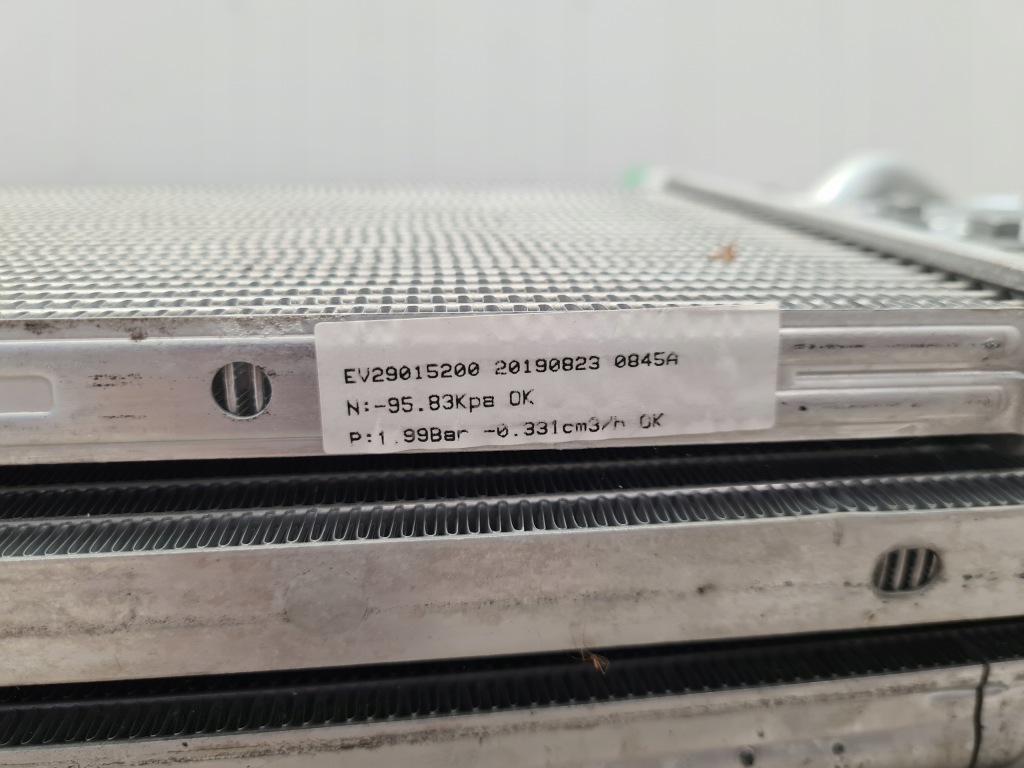 EV29015200 20190823 0845A
N:-95.83Kpa OK
P:1.99Bar -0.331cm3/h OK